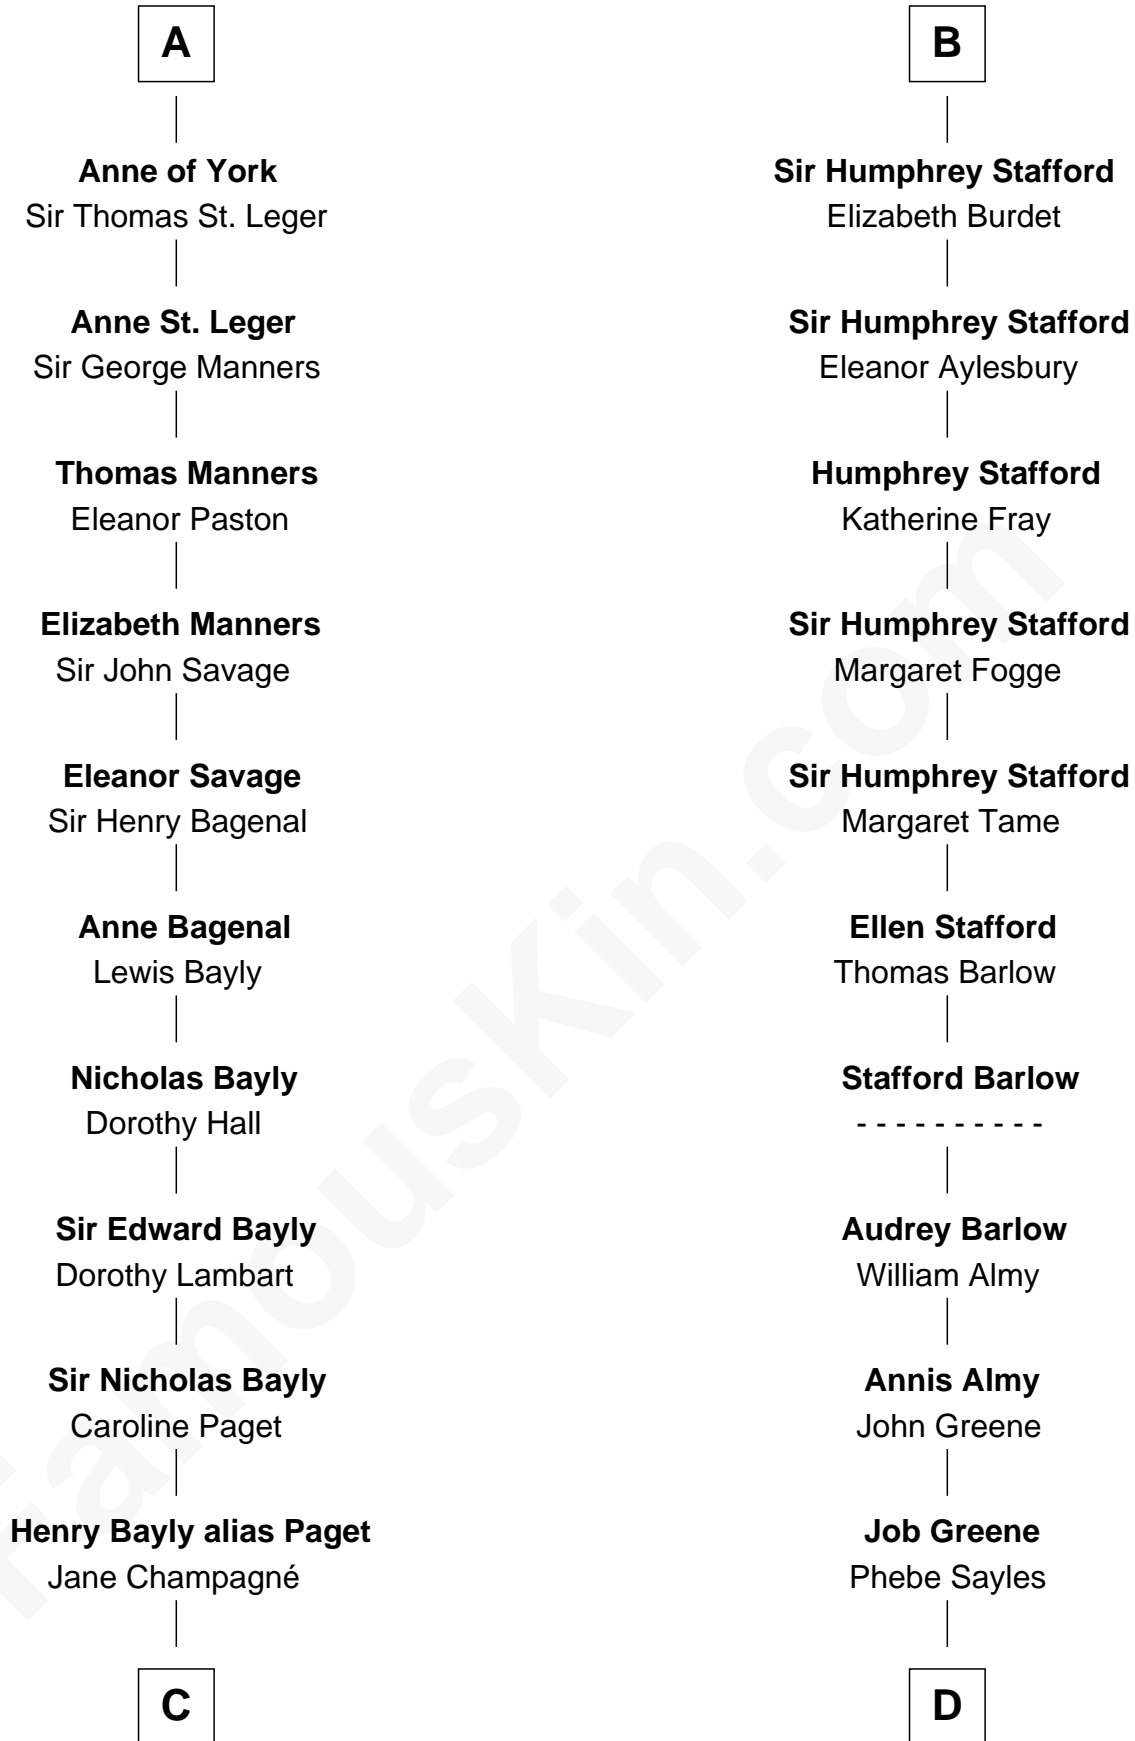 A
Anne of York
Sir Thomas St. Leger
Anne St. Leger
Sir George Manners
Thomas Manners
Eleanor Paston
Elizabeth Manners
Sir John Savage
Eleanor Savage
Sir Henry Bagenal
Anne Bagenal
Lewis Bayly
Nicholas Bayly
Dorothy Hall
Sir Edward Bayly
Dorothy Lambart
Sir Nicholas Bayly
Caroline Paget
Henry Bayly alias Paget
Jane Champagné
C
B
Sir Humphrey Stafford
Elizabeth Burdet
Sir Humphrey Stafford
Eleanor Aylesbury
Humphrey Stafford
Katherine Fray
Sir Humphrey Stafford
Margaret Fogge
Sir Humphrey Stafford
Margaret Tame
Ellen Stafford
Thomas Barlow
Stafford Barlow
- - - - - - - - - -
Audrey Barlow
William Almy
Annis Almy
John Greene
Job Greene
Phebe Sayles
D
FamousKin.com